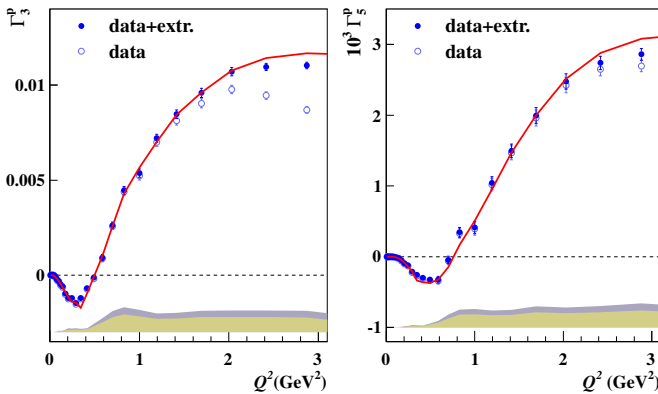 Γ₃ᵖ
data+extr.
data
0.01
0.005
0
0 1 2 3
Q² (GeV²)
10³ Γ₅ᵖ
data+extr.
data
3
2
1
0
-1
0 1 2 3
Q² (GeV²)